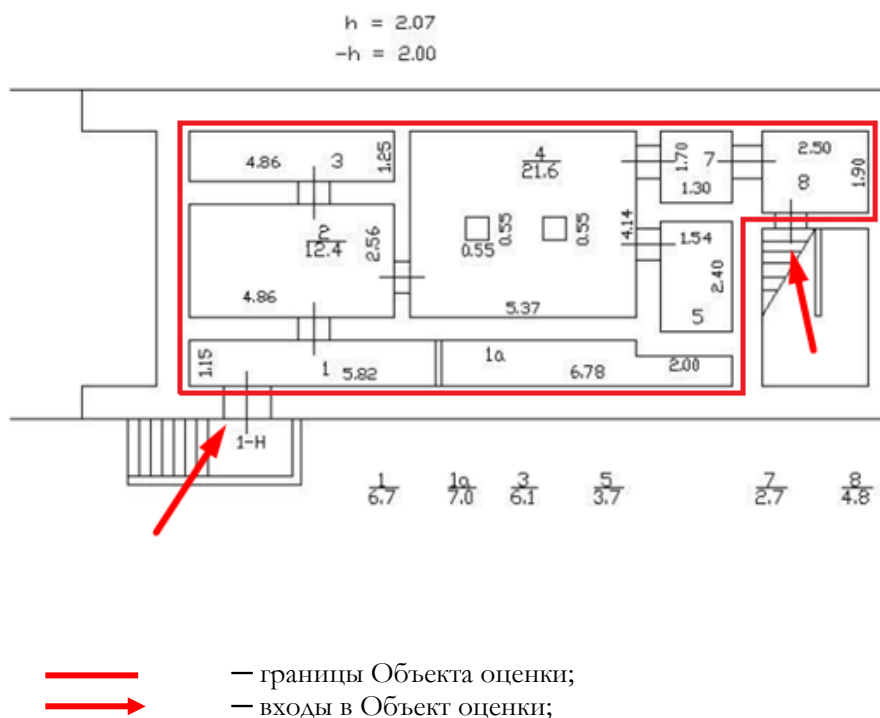 h = 2.07
-h = 2.00
4.86 3 1.25
4 21.6
1.70 7
1.30
2.50
8 1.90
2 12.4
2.56
4.86
0.55 0.55 0.55
4.14
5.37
1.54
2.40
5
1.15 1 5.82
1а 6.78 2.00
1-Н
1 1а 3 5 7 8
6.7 7.0 6.1 3.7 2.7 4.8
— границы Объекта оценки;
— входы в Объект оценки;